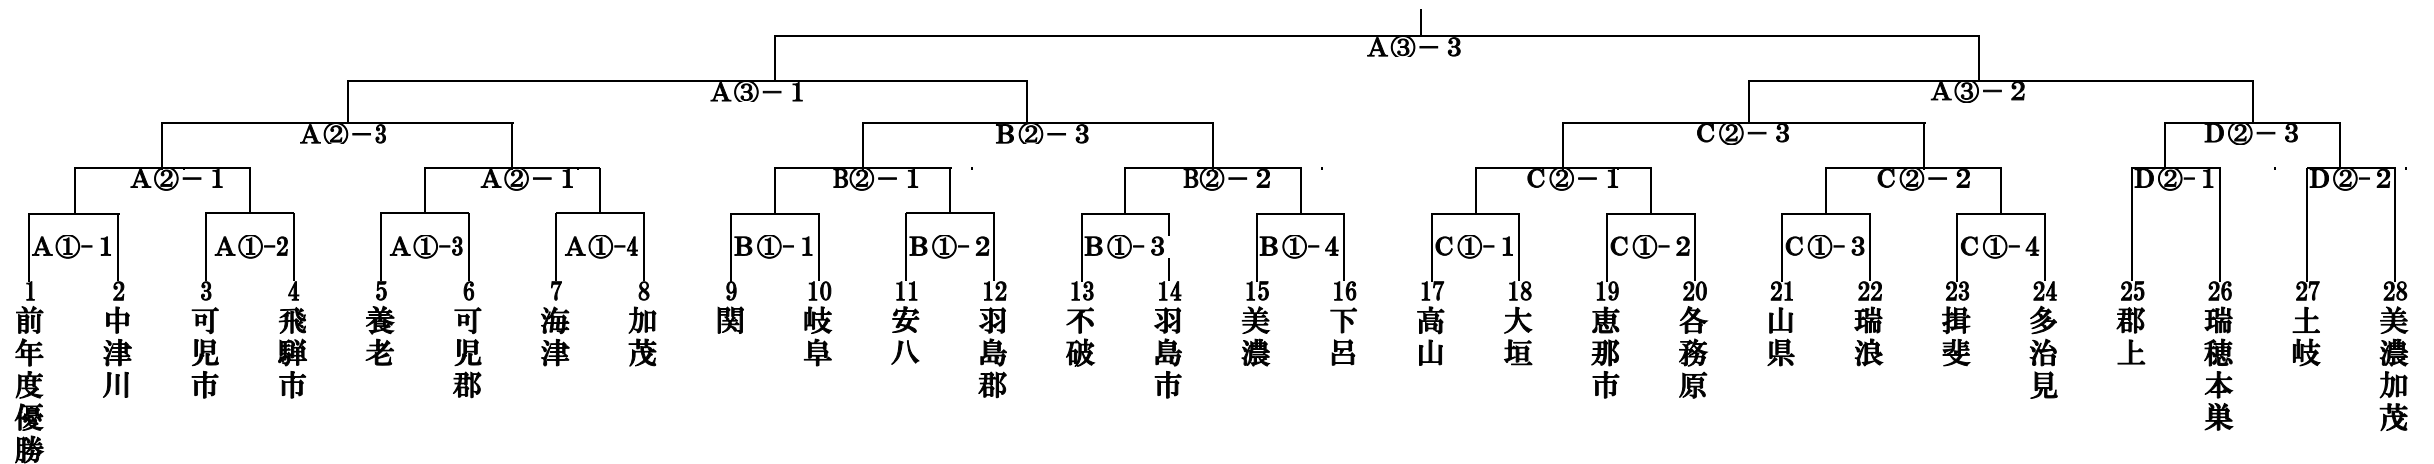 A③－3
A③－1
A③－2
A②－3
B②－3
C②－3
D②－3
A②－1
A②－1
B②－1
B②－2
C②－1
C②－2
D②-1
D②-2
A①-1
A①-2
A①-3
A①-4
B①-1
B①-2
B①-3
B①-4
C①-1
C①-2
C①-3
C①-4
1
前年度優勝
2
中津川
3
可児市
4
飛騨市
5
養老
6
可児郡
7
海津
8
加茂
9
関
10
岐阜
11
安八
12
羽島郡
13
不破
14
羽島市
15
美濃
16
下呂
17
高山
18
大垣
19
恵那市
20
各務原
21
山県
22
瑞浪
23
揖斐
24
多治見
25
郡上
26
瑞穂本巣
27
土岐
28
美濃加茂